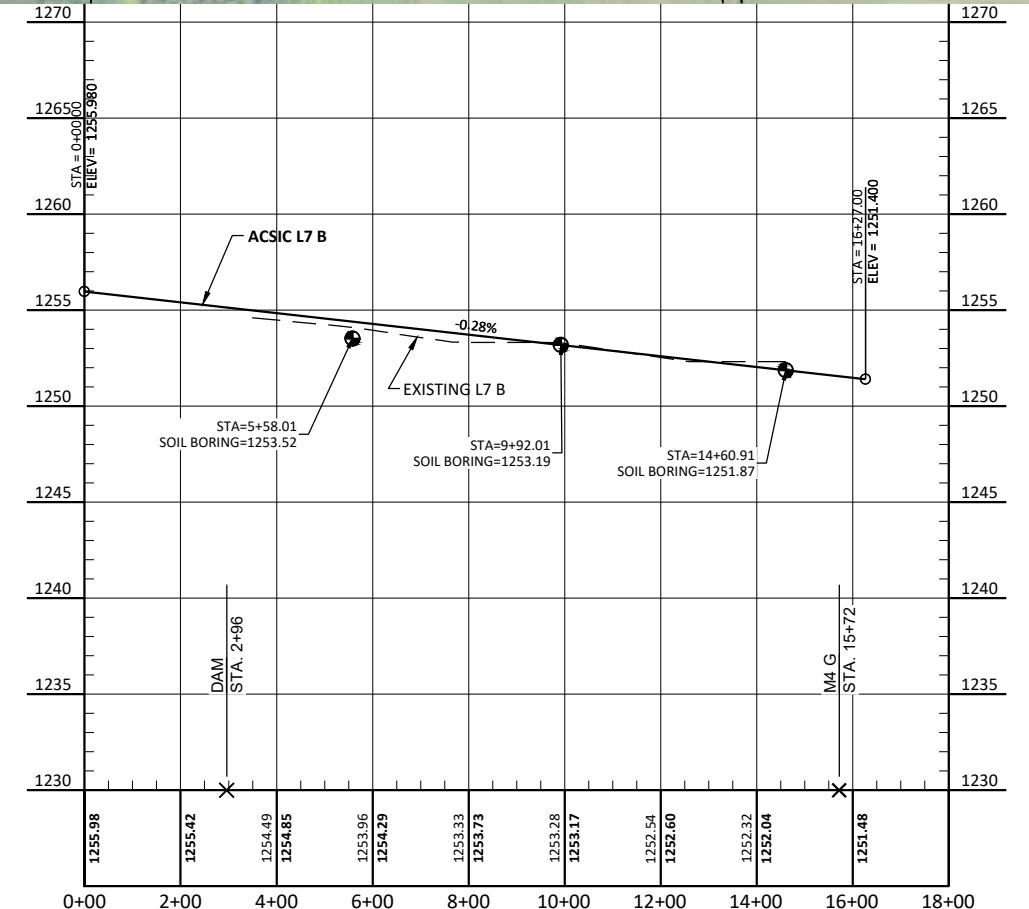 1270
1270
1265
1265
STA = 0+00.00
ELEV = 1255.980
1260
1260
STA = 16+27.00
ELEV = 1251.400
ACSIC L7 B
1255
1255
-0.28%
EXISTING L7 B
1250
1250
STA=5+58.01
SOIL BORING=1253.52
STA=9+92.01
SOIL BORING=1253.19
STA=14+60.91
SOIL BORING=1251.87
1245
1245
1240
1240
DAM
STA. 2+96
M4 G
STA. 15+72
1235
1235
1230
1230
1255.98
1255.42
1254.49
1254.85
1253.96
1254.29
1253.33
1253.73
1253.28
1253.17
1252.54
1252.60
1252.32
1252.04
1251.48
0+00 2+00 4+00 6+00 8+00 10+00 12+00 14+00 16+00 18+00